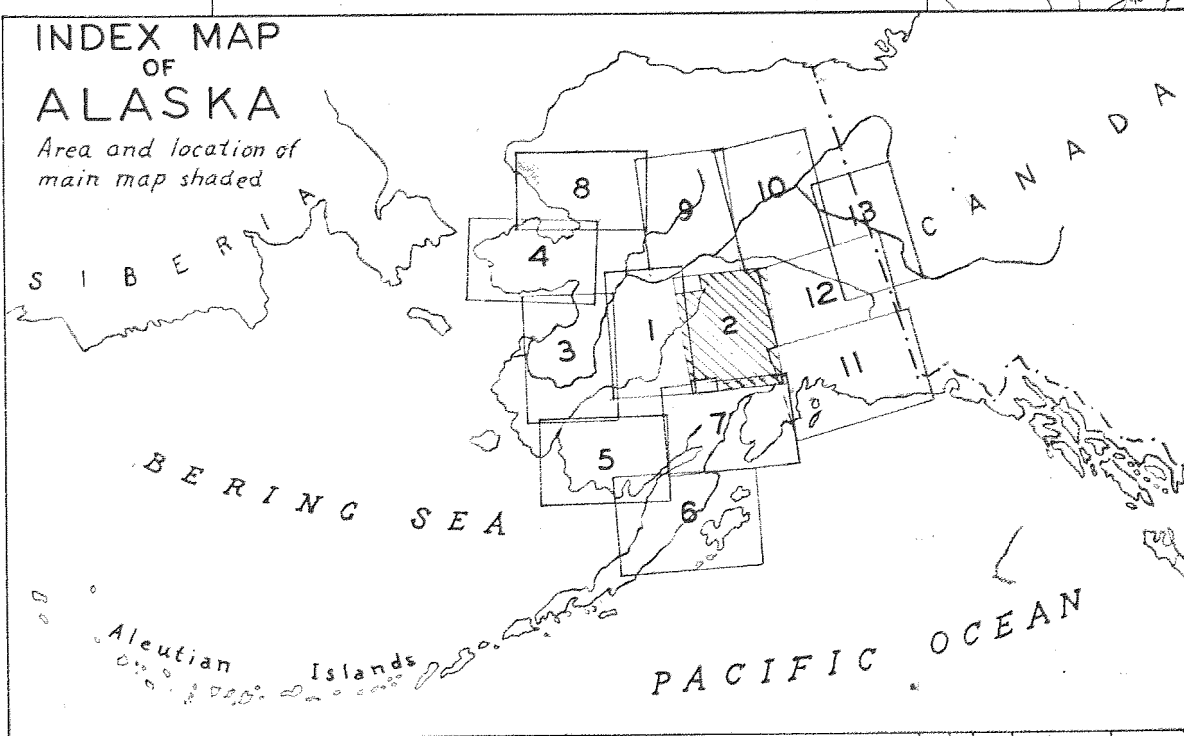 INDEX MAP
OF
ALASKA
Area and location of
main map shaded
SIBERIA
CANADA
8
9
10
13
4
12
3
1
2
11
5
7
6
BERING SEA
Aleutian Islands
PACIFIC OCEAN